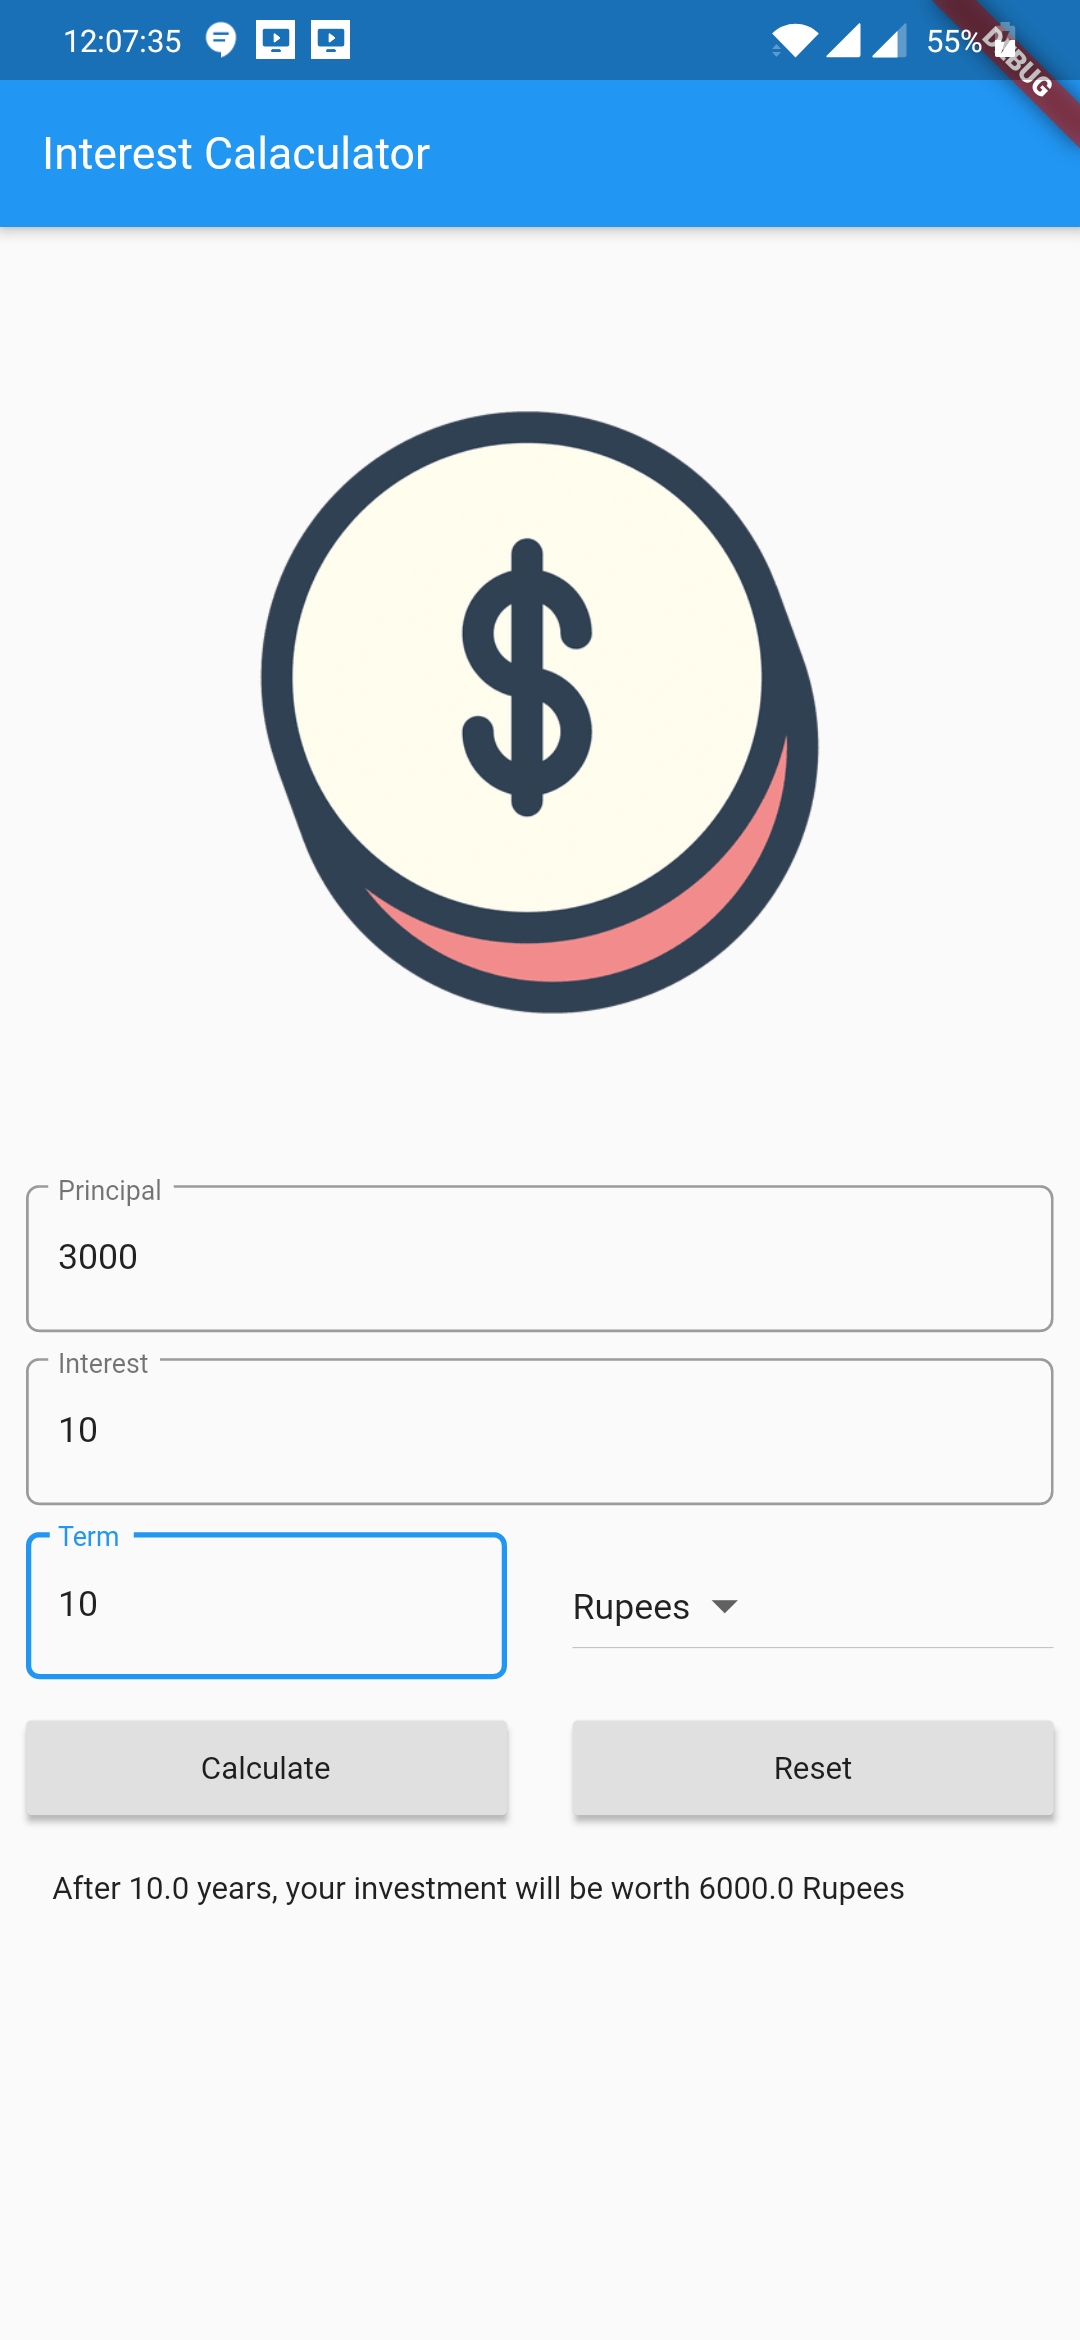 12:07:35 55%
DEBUG
Interest Calaculator
$
Principal
3000
Interest
10
Term
10
Rupees
Calculate Reset
After 10.0 years, your investment will be worth 6000.0 Rupees